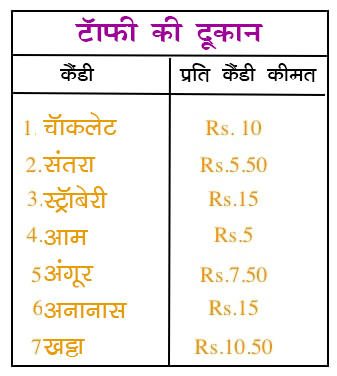 टॅाफी की दूकान
कैंडी प्रति कैंडी कीमत
1. चॅाकलेट Rs. 10
2.संतरा Rs.5.50
3.स्ट्रॅाबेरी Rs.15
4.आम Rs.5
5अंगूर Rs.7.50
6अनानास Rs.15
7खट्टा Rs.10.50